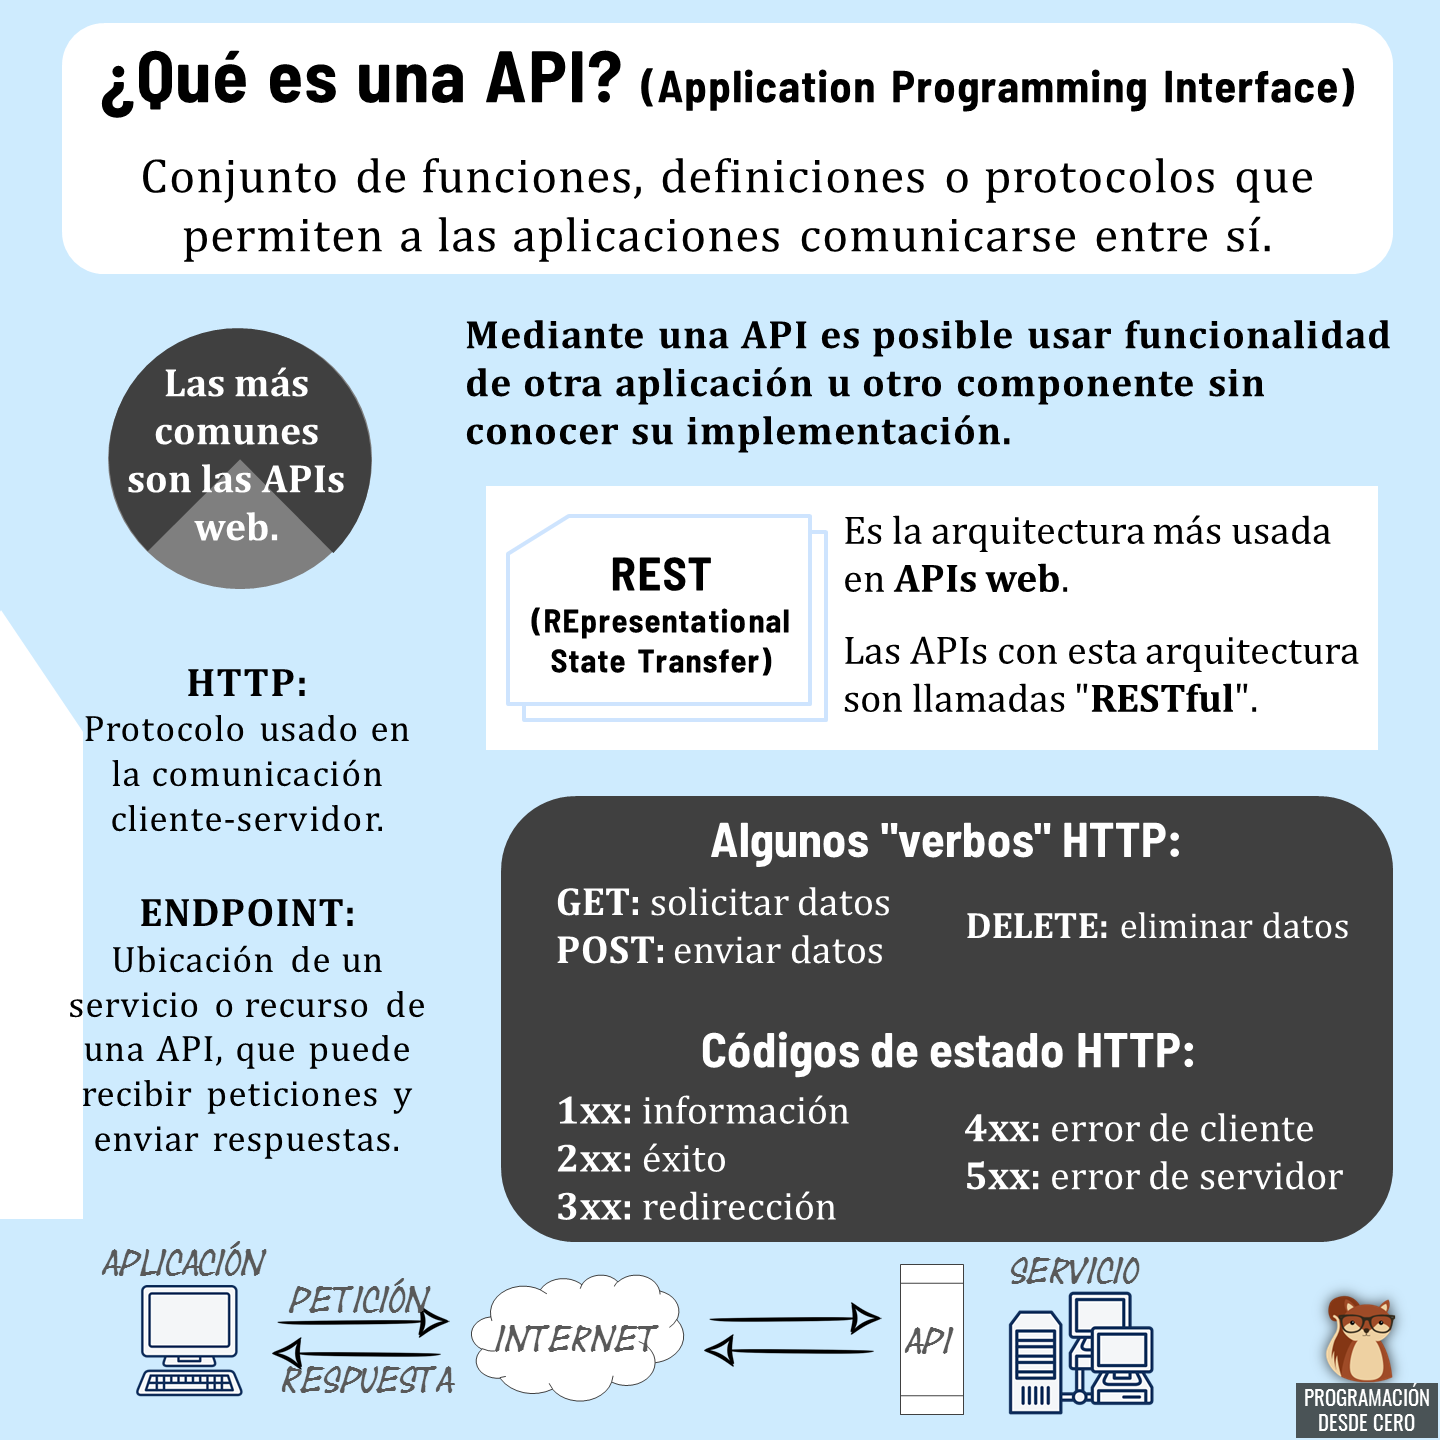 ¿Qué es una API? (Application Programming Interface)
Conjunto de funciones, definiciones o protocolos que
permiten a las aplicaciones comunicarse entre sí.
Las más
comunes
son las APIs
web.
Mediante una API es posible usar funcionalidad
de otra aplicación u otro componente sin
conocer su implementación.
REST
(REpresentational
State Transfer)
Es la arquitectura más usada
en APIs web.
Las APIs con esta arquitectura
son llamadas "RESTful".
HTTP:
Protocolo usado en
la comunicación
cliente-servidor.
ENDPOINT:
Ubicación de un
servicio o recurso de
una API, que puede
recibir peticiones y
enviar respuestas.
Algunos "verbos" HTTP:
GET: solicitar datos
POST: enviar datos
DELETE: eliminar datos
Códigos de estado HTTP:
1xx: información
2xx: éxito
3xx: redirección
4xx: error de cliente
5xx: error de servidor
APLICACIÓN
PETICIÓN
RESPUESTA
INTERNET
API
SERVICIO
PROGRAMACIÓN
DESDE CERO